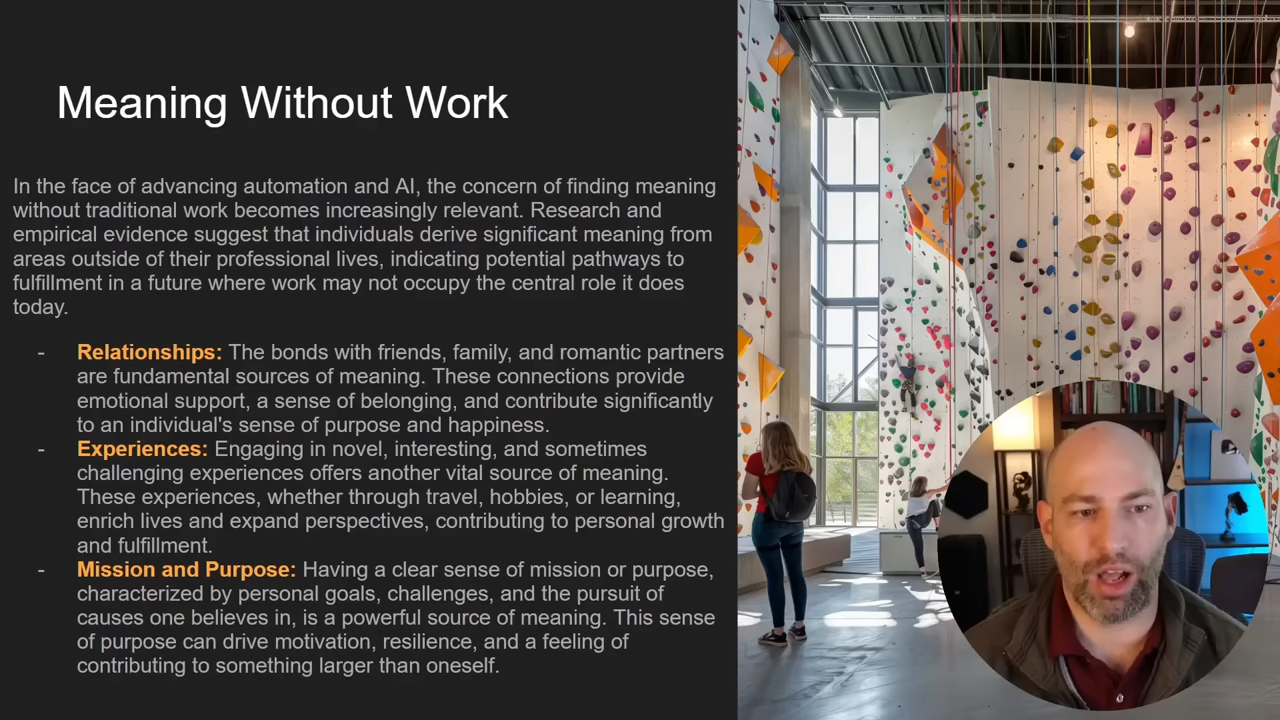 Meaning Without Work
In the face of advancing automation and AI, the concern of finding meaning
without traditional work becomes increasingly relevant. Research and
empirical evidence suggest that individuals derive significant meaning from
areas outside of their professional lives, indicating potential pathways to
fulfillment in a future where work may not occupy the central role it does
today.
- Relationships: The bonds with friends, family, and romantic partners
are fundamental sources of meaning. These connections provide
emotional support, a sense of belonging, and contribute significantly
to an individual's sense of purpose and happiness.
- Experiences: Engaging in novel, interesting, and sometimes
challenging experiences offers another vital source of meaning.
These experiences, whether through travel, hobbies, or learning,
enrich lives and expand perspectives, contributing to personal growth
and fulfillment.
- Mission and Purpose: Having a clear sense of mission or purpose,
characterized by personal goals, challenges, and the pursuit of
causes one believes in, is a powerful source of meaning. This sense
of purpose can drive motivation, resilience, and a feeling of
contributing to something larger than oneself.